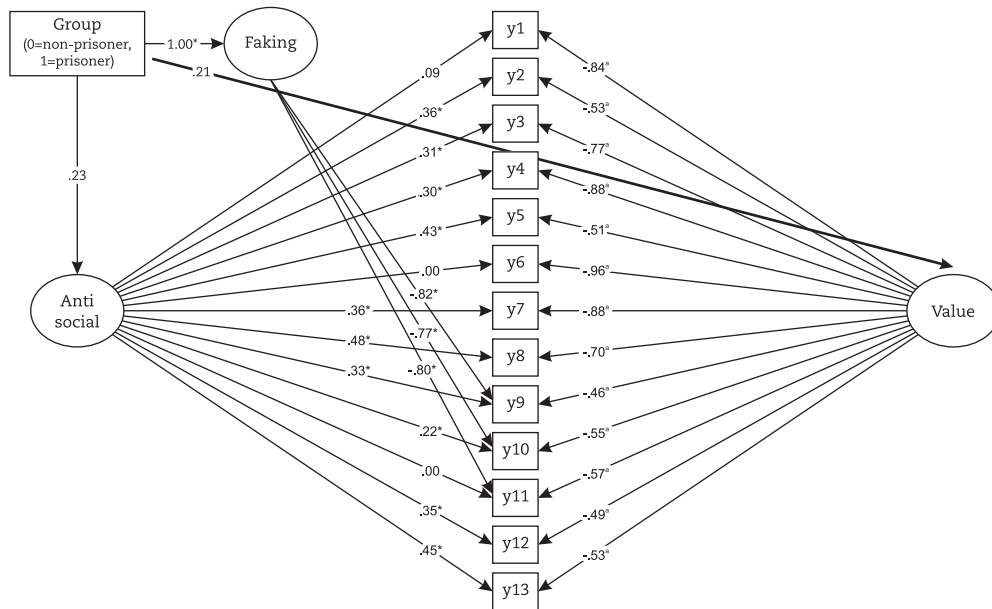 Group
(0=non-prisoner,
1=prisoner)
1.00*
Faking
.21
.23
Anti
social
Value
y1
y2
y3
y4
y5
y6
y7
y8
y9
y10
y11
y12
y13
.09
.36*
.31*
.30*
.43*
.00
.36*
.48*
.33*
.22*
.00
.35*
.45*
-.82*
-.77*
-.80*
-.84ª
-.53ª
-.77ª
-.88ª
-.51ª
-.96ª
-.88ª
-.70ª
-.46ª
-.55ª
-.57ª
-.49ª
-.53ª